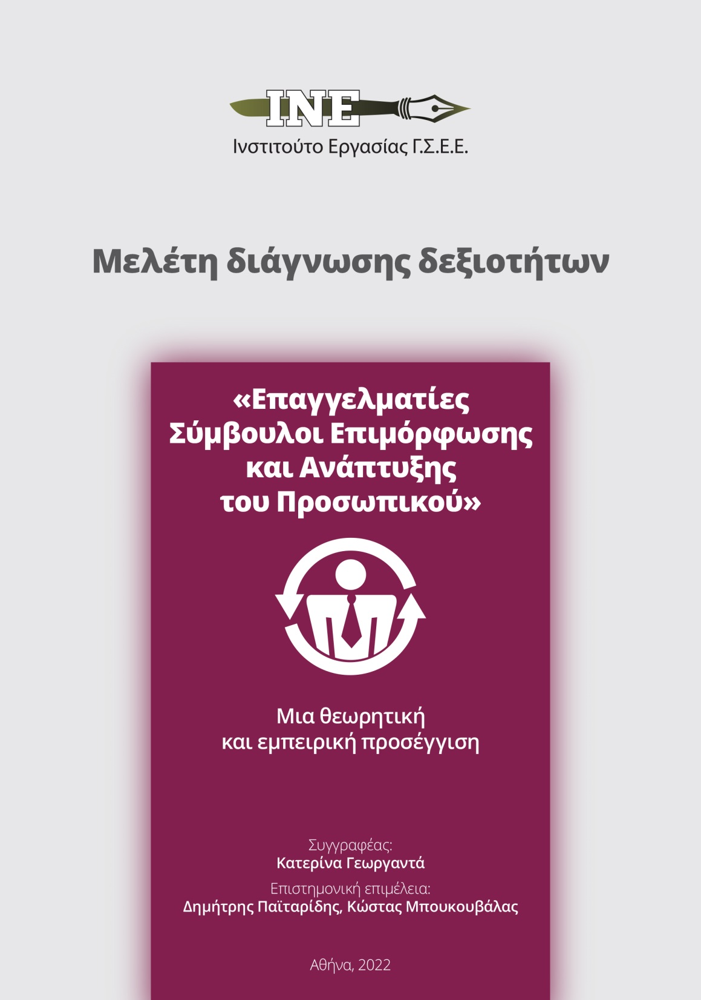 ΙΝΕ
Ινστιτούτο Εργασίας Γ.Σ.Ε.Ε.
Μελέτη διάγνωσης δεξιοτήτων
«Επαγγελματίες
Σύμβουλοι Επιμόρφωσης
και Ανάπτυξης
του Προσωπικού»
Μια θεωρητική
και εμπειρική προσέγγιση
Συγγραφέας:
Κατερίνα Γεωργαντά
Επιστημονική επιμέλεια:
Δημήτρης Παϊταρίδης, Κώστας Μπουκουβάλας
Αθήνα, 2022